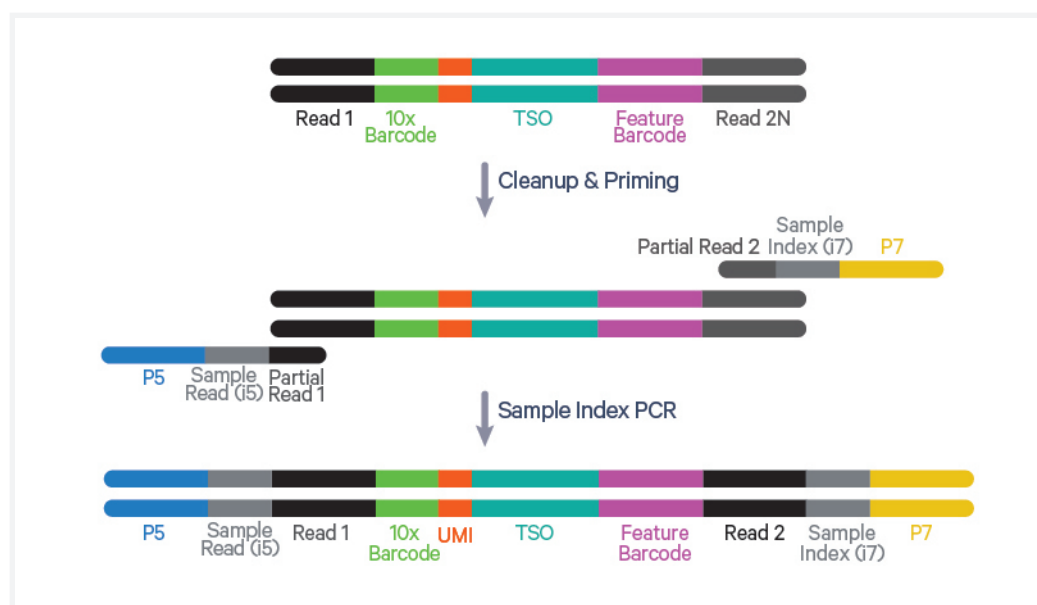 Read 1 10x TSO Feature Read 2N
Barcode Barcode
Cleanup & Priming
Sample
Partial Read 2 Index (i7) P7
P5 Sample Partial
Read (i5) Read 1
Sample Index PCR
P5 Sample Read 1 10x UMI TSO Feature Read 2 Sample P7
Read (i5) Barcode Barcode Index (i7)